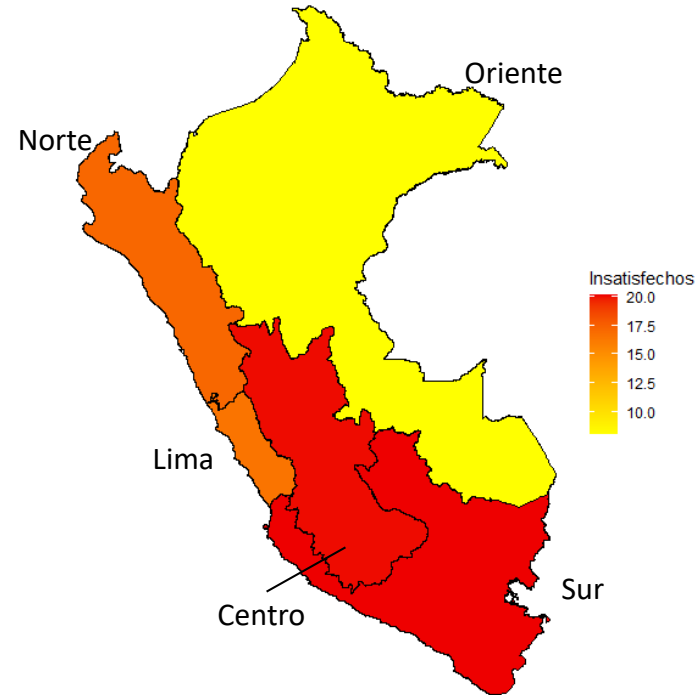 Oriente
Norte
Insatisfechos
20.0
17.5
15.0
12.5
10.0
Lima
Sur
Centro